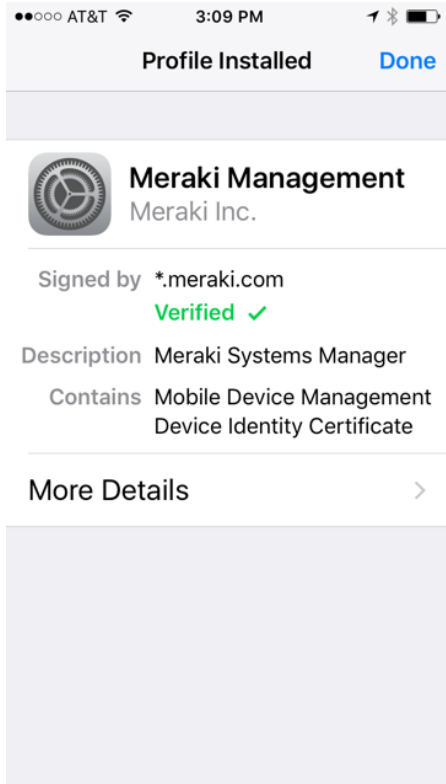 AT&T 3:09 PM
Profile Installed Done
Meraki Management
Meraki Inc.
Signed by *.meraki.com
Verified ✓
Description Meraki Systems Manager
Contains Mobile Device Management
Device Identity Certificate
More Details